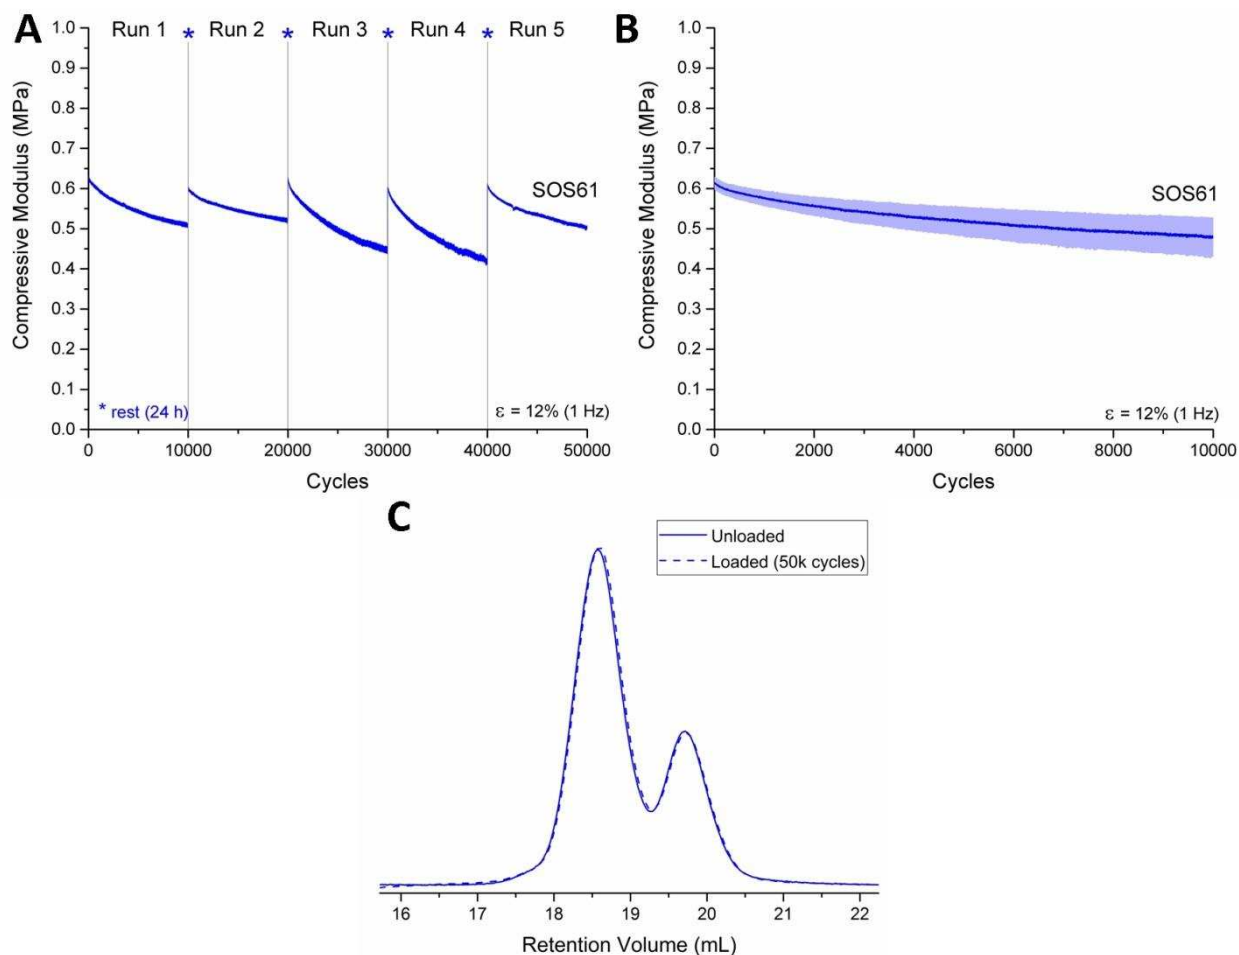 A
Run 1 * Run 2 * Run 3 * Run 4 * Run 5
1.0
0.9
0.8
0.7
0.6
0.5
0.4
0.3
0.2
0.1
0.0
Compressive Modulus (MPa)
SOS61
* rest (24 h)
ε = 12% (1 Hz)
0 10000 20000 30000 40000 50000
Cycles
B
1.0
0.9
0.8
0.7
0.6
0.5
0.4
0.3
0.2
0.1
0.0
Compressive Modulus (MPa)
SOS61
ε = 12% (1 Hz)
0 2000 4000 6000 8000 10000
Cycles
C
Unloaded
Loaded (50k cycles)
16 17 18 19 20 21 22
Retention Volume (mL)